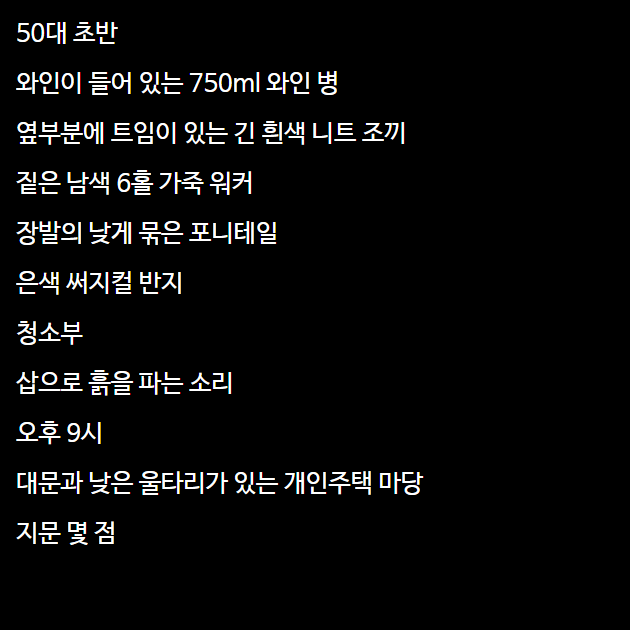 50대 초반
와인이 들어 있는 750ml 와인 병
옆부분에 트임이 있는 긴 흰색 니트 조끼
짙은 남색 6홀 가죽 워커
장발의 낮게 묶은 포니테일
은색 써지컬 반지
청소부
삽으로 흙을 파는 소리
오후 9시
대문과 낮은 울타리가 있는 개인주택 마당
지문 몇 점